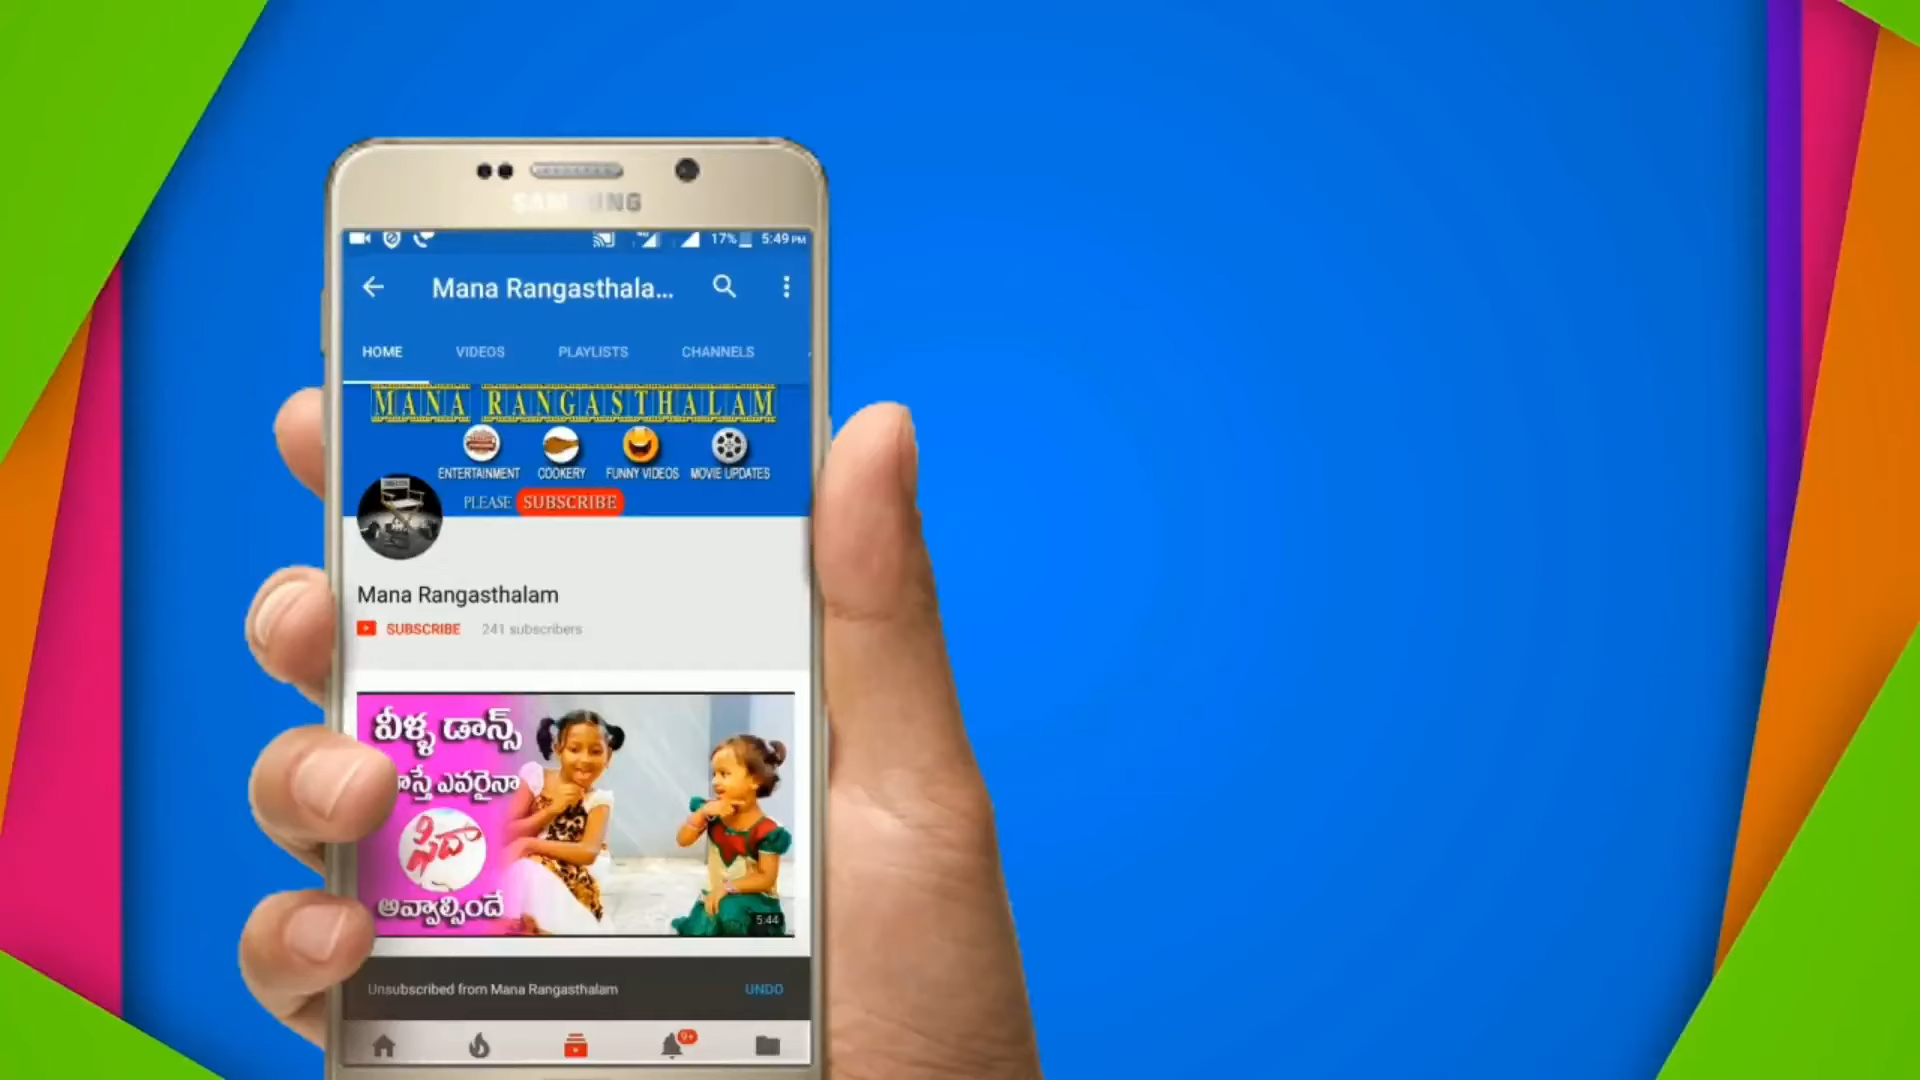 SAMSUNG
17% 5:49 PM
Mana Rangasthala...
HOME VIDEOS PLAYLISTS CHANNELS
MANA RANGASTHALAM
ENTERTAINMENT COOKERY FUNNY VIDEOS MOVIE UPDATES
PLEASE SUBSCRIBE
Mana Rangasthalam
SUBSCRIBE 241 subscribers
వీళ్ళ డాన్స్
ఎవరైనా
ఫిదా
అవ్వాల్సిందే
5:44
Unsubscribed from Mana Rangasthalam UNDO
9+